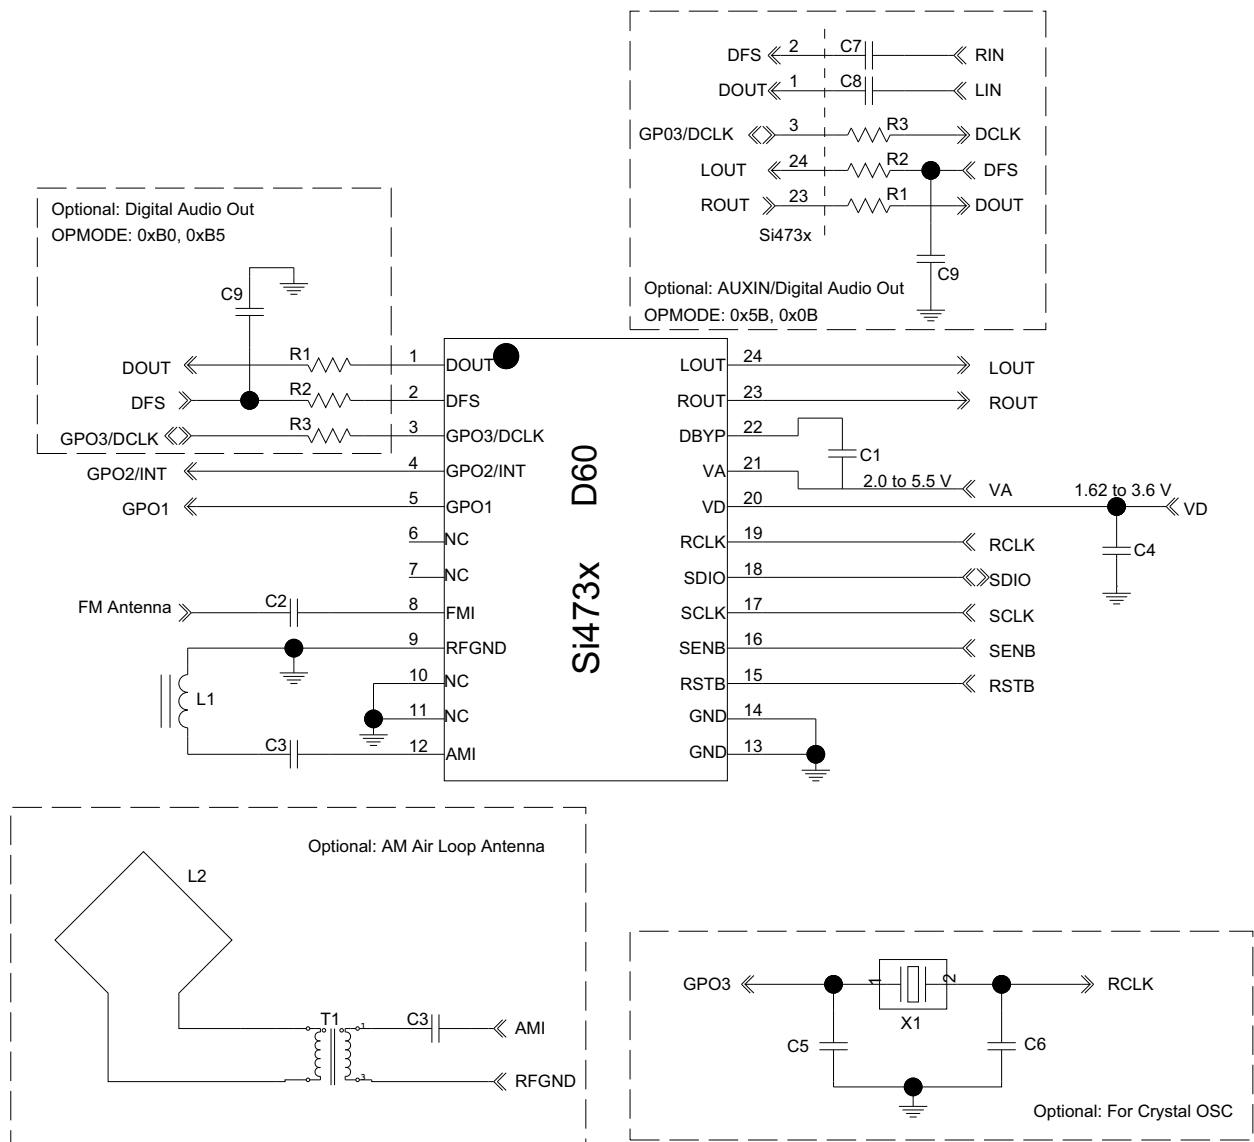 DFS 2 C7 RIN
DOUT 1 C8 LIN
GP03/DCLK 3 R3 DCLK
LOUT 24 R2 DFS
ROUT 23 R1 DOUT
Si473x
C9
Optional: AUXIN/Digital Audio Out
OPMODE: 0x5B, 0x0B
Optional: Digital Audio Out
OPMODE: 0xB0, 0xB5
C9
DOUT R1 1 DOUT
DFS R2 2 DFS
GPO3/DCLK R3 3 GPO3/DCLK
GPO2/INT 4 GPO2/INT
GPO1 5 GPO1
6 NC
7 NC
FM Antenna C2 8 FMI
9 RFGND
L1
10 NC
11 NC
C3 12 AMI
Si473x D60
LOUT 24 LOUT
ROUT 23 ROUT
DBYP 22
C1
VA 21 2.0 to 5.5 V VA
VD 20 1.62 to 3.6 V VD
C4
RCLK 19 RCLK
SDIO 18 SDIO
SCLK 17 SCLK
SENB 16 SENB
RSTB 15 RSTB
GND 14
GND 13
Optional: AM Air Loop Antenna
L2
T1 1 C3 AMI
3 RFGND
GPO3 1 2 RCLK
X1
C5 C6
Optional: For Crystal OSC